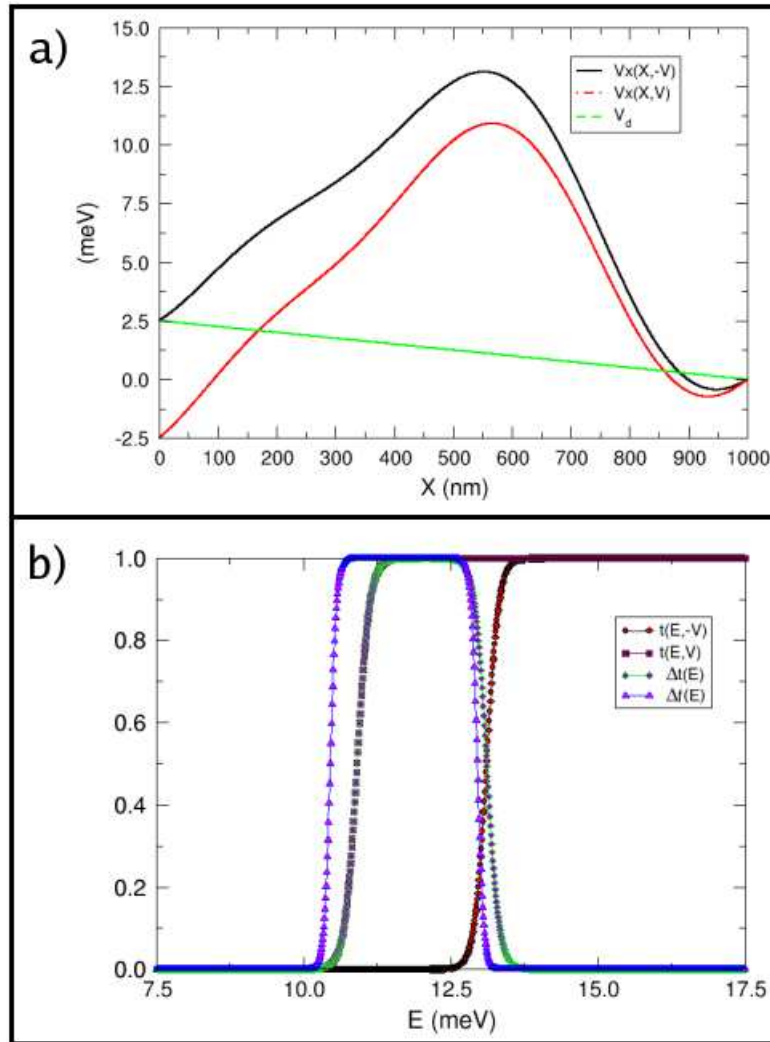 a)
15.0
12.5
10.0
7.5
5.0
2.5
0.0
-2.5
(meV)
Vx(X,-V)
Vx(X,V)
V_d
0 100 200 300 400 500 600 700 800 900 1000
X (nm)
b)
1.0
0.8
0.6
0.4
0.2
0.0
t(E,-V)
t(E,V)
Δt(E)
Δf(E)
7.5 10.0 12.5 15.0 17.5
E (meV)